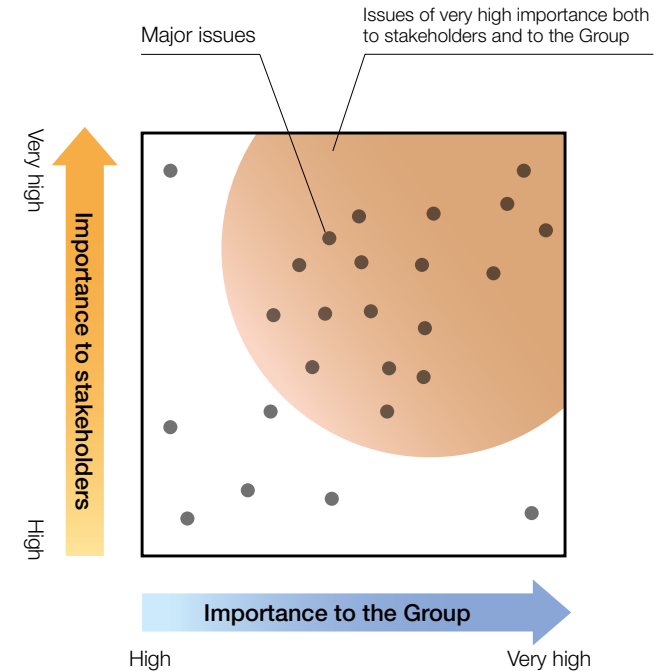 Issues of very high importance both
to stakeholders and to the Group
Major issues
Very high
Importance to stakeholders
High
Importance to the Group
High
Very high